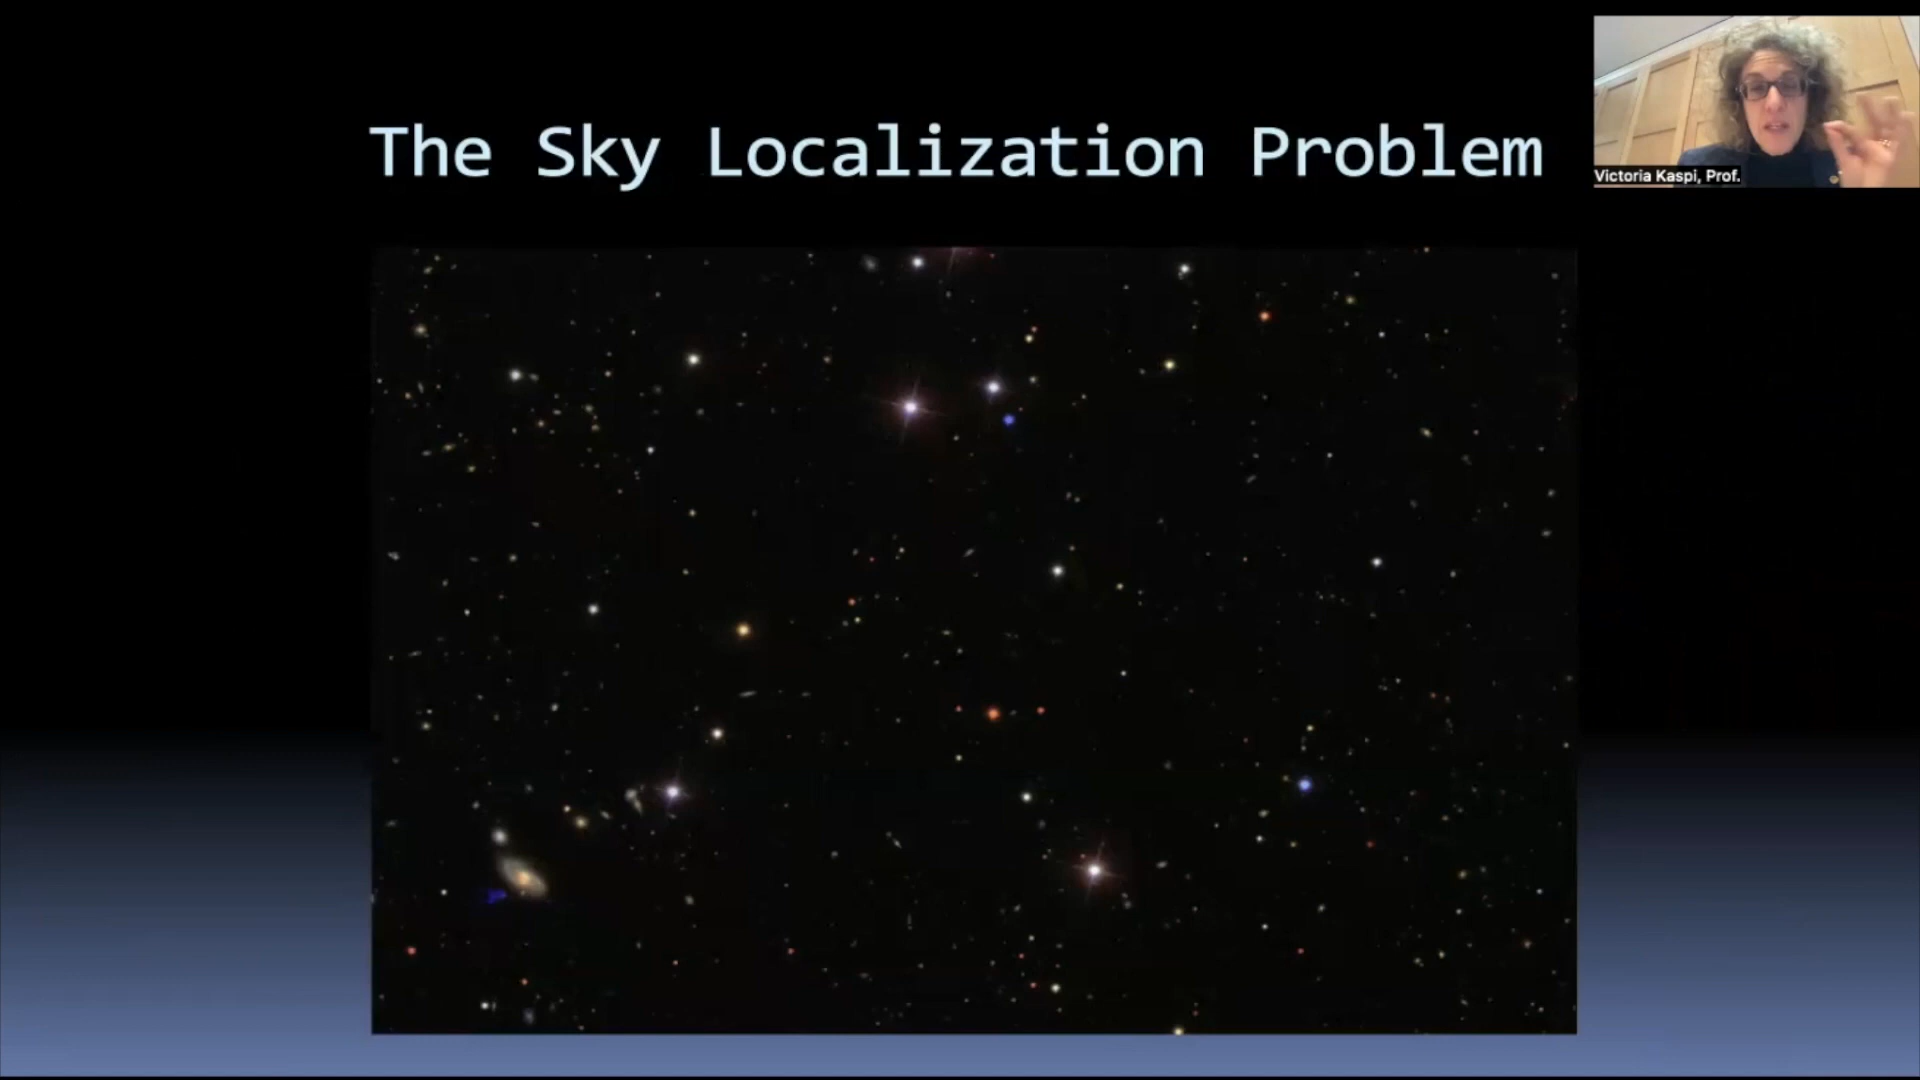 The Sky Localization Problem
Victoria Kaspi, Prof.